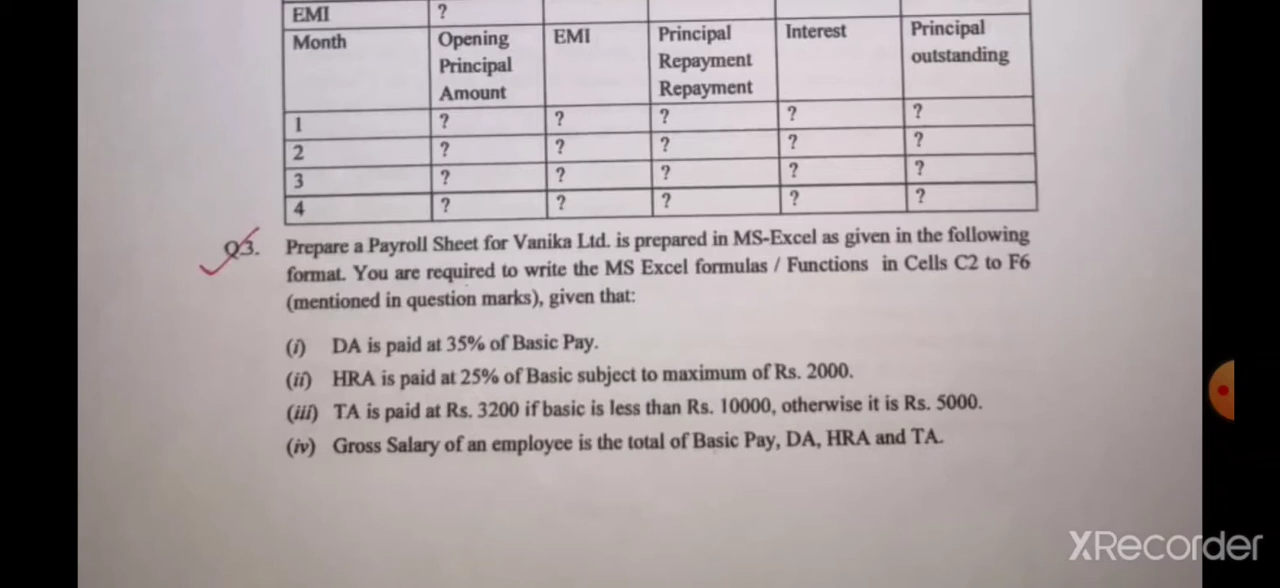 EMI ?
Month Opening Principal Amount EMI Principal Repayment Repayment Interest Principal outstanding
1 ? ? ? ? ?
2 ? ? ? ? ?
3 ? ? ? ? ?
4 ? ? ? ? ?
Q3. Prepare a Payroll Sheet for Vanika Ltd. is prepared in MS-Excel as given in the following
format. You are required to write the MS Excel formulas / Functions in Cells C2 to F6
(mentioned in question marks), given that:
(i) DA is paid at 35% of Basic Pay.
(ii) HRA is paid at 25% of Basic subject to maximum of Rs. 2000.
(iii) TA is paid at Rs. 3200 if basic is less than Rs. 10000, otherwise it is Rs. 5000.
(iv) Gross Salary of an employee is the total of Basic Pay, DA, HRA and TA.
XRecorder